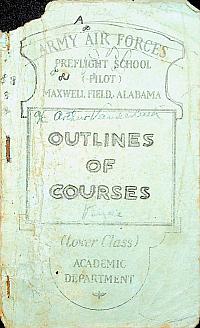 ARMY AIR FORCES
PREFLIGHT SCHOOL
(PILOT)
MAXWELL FIELD, ALABAMA
OUTLINES
OF
COURSES
(Lower Class)
ACADEMIC
DEPARTMENT